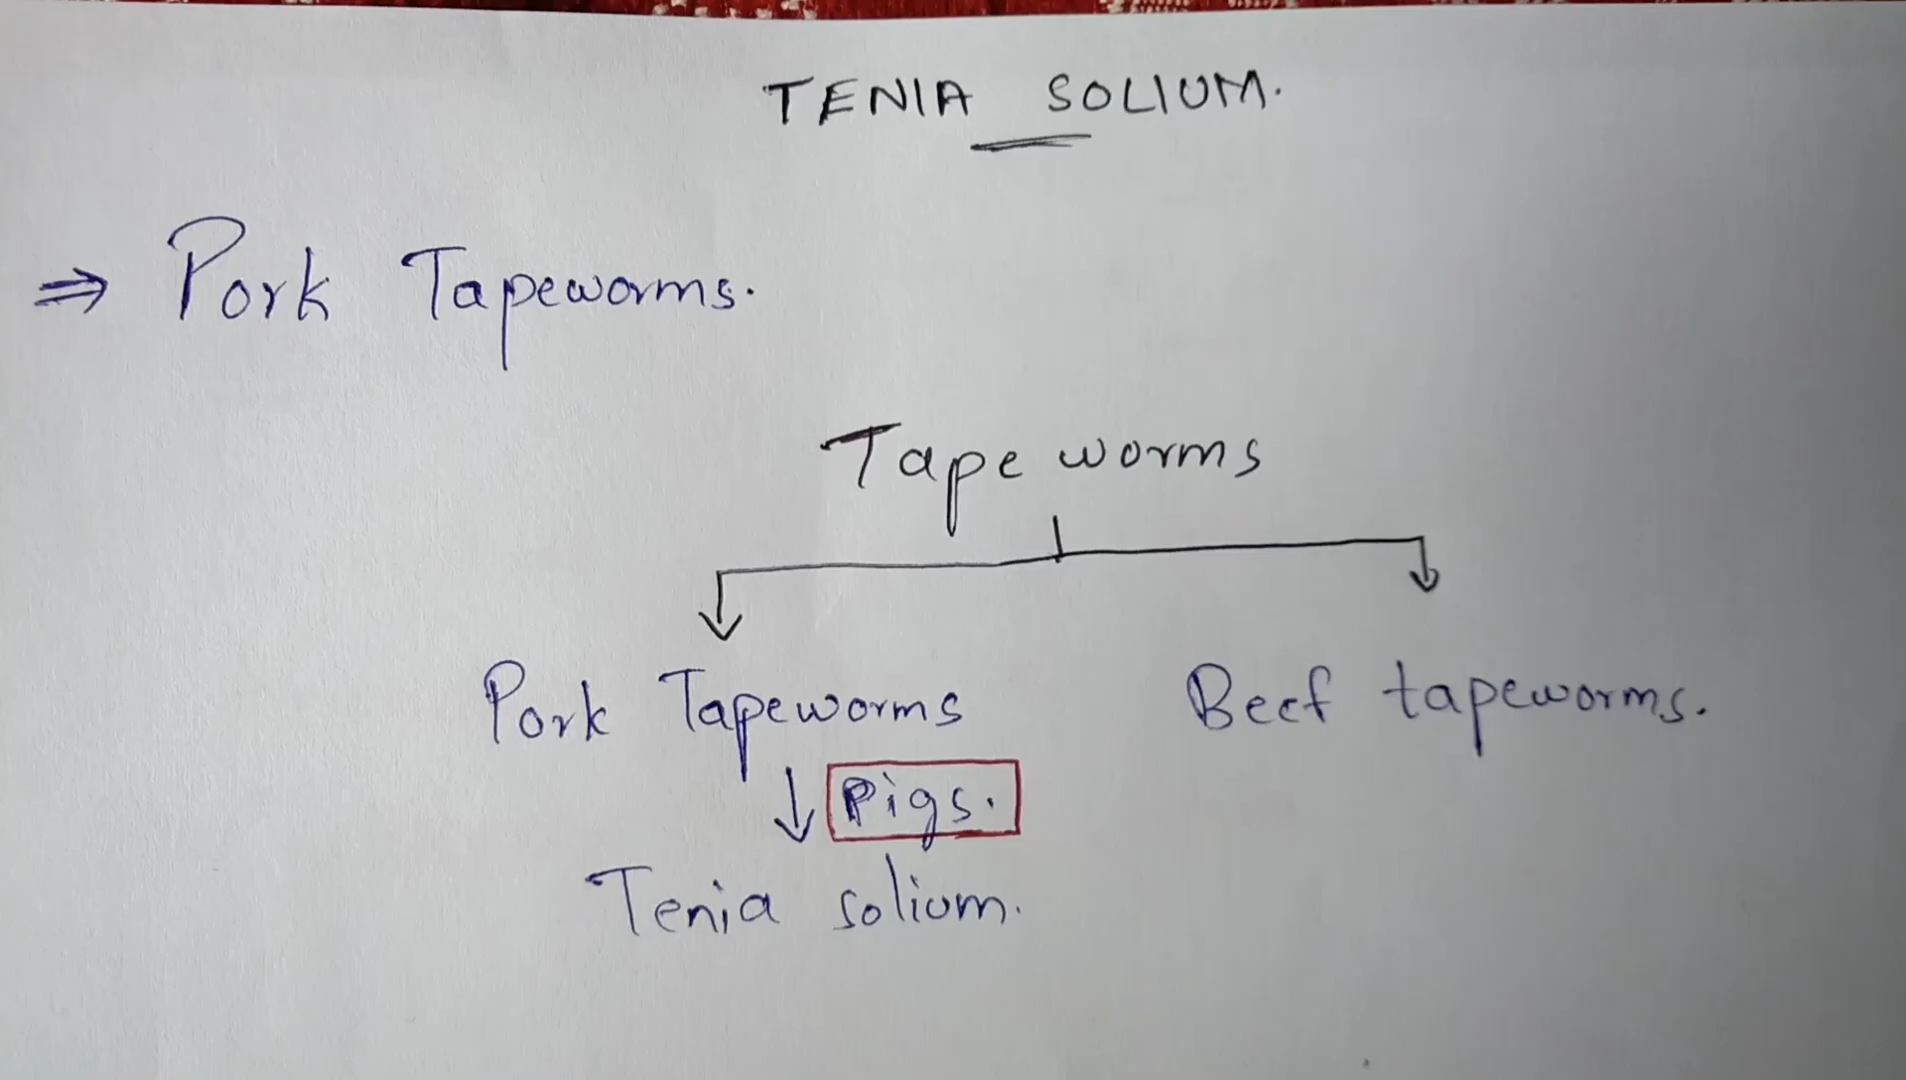 TENIA SOLIUM.
⇒ Pork Tapeworms.
Tape worms
Pork Tapeworms
Beef tapeworms.
↓ Pigs.
Tenia solium.